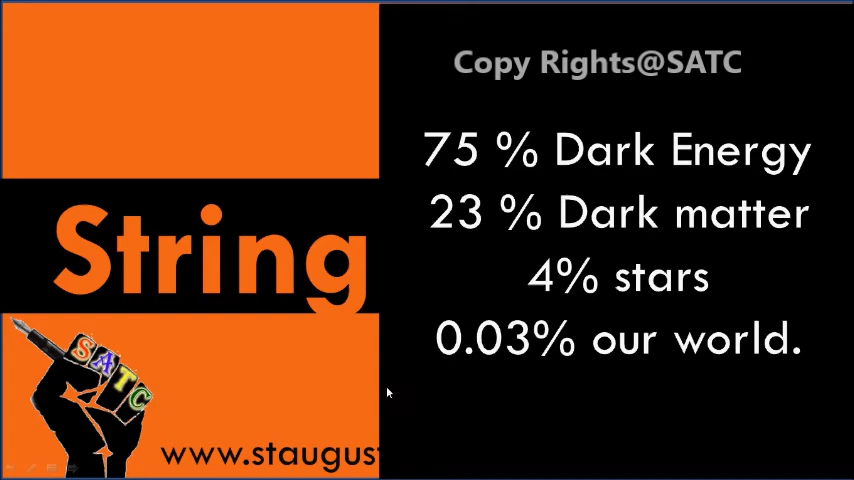 Copy Rights@SATC
75 % Dark Energy
23 % Dark matter
4% stars
0.03% our world.
String
SATC
www.staugust